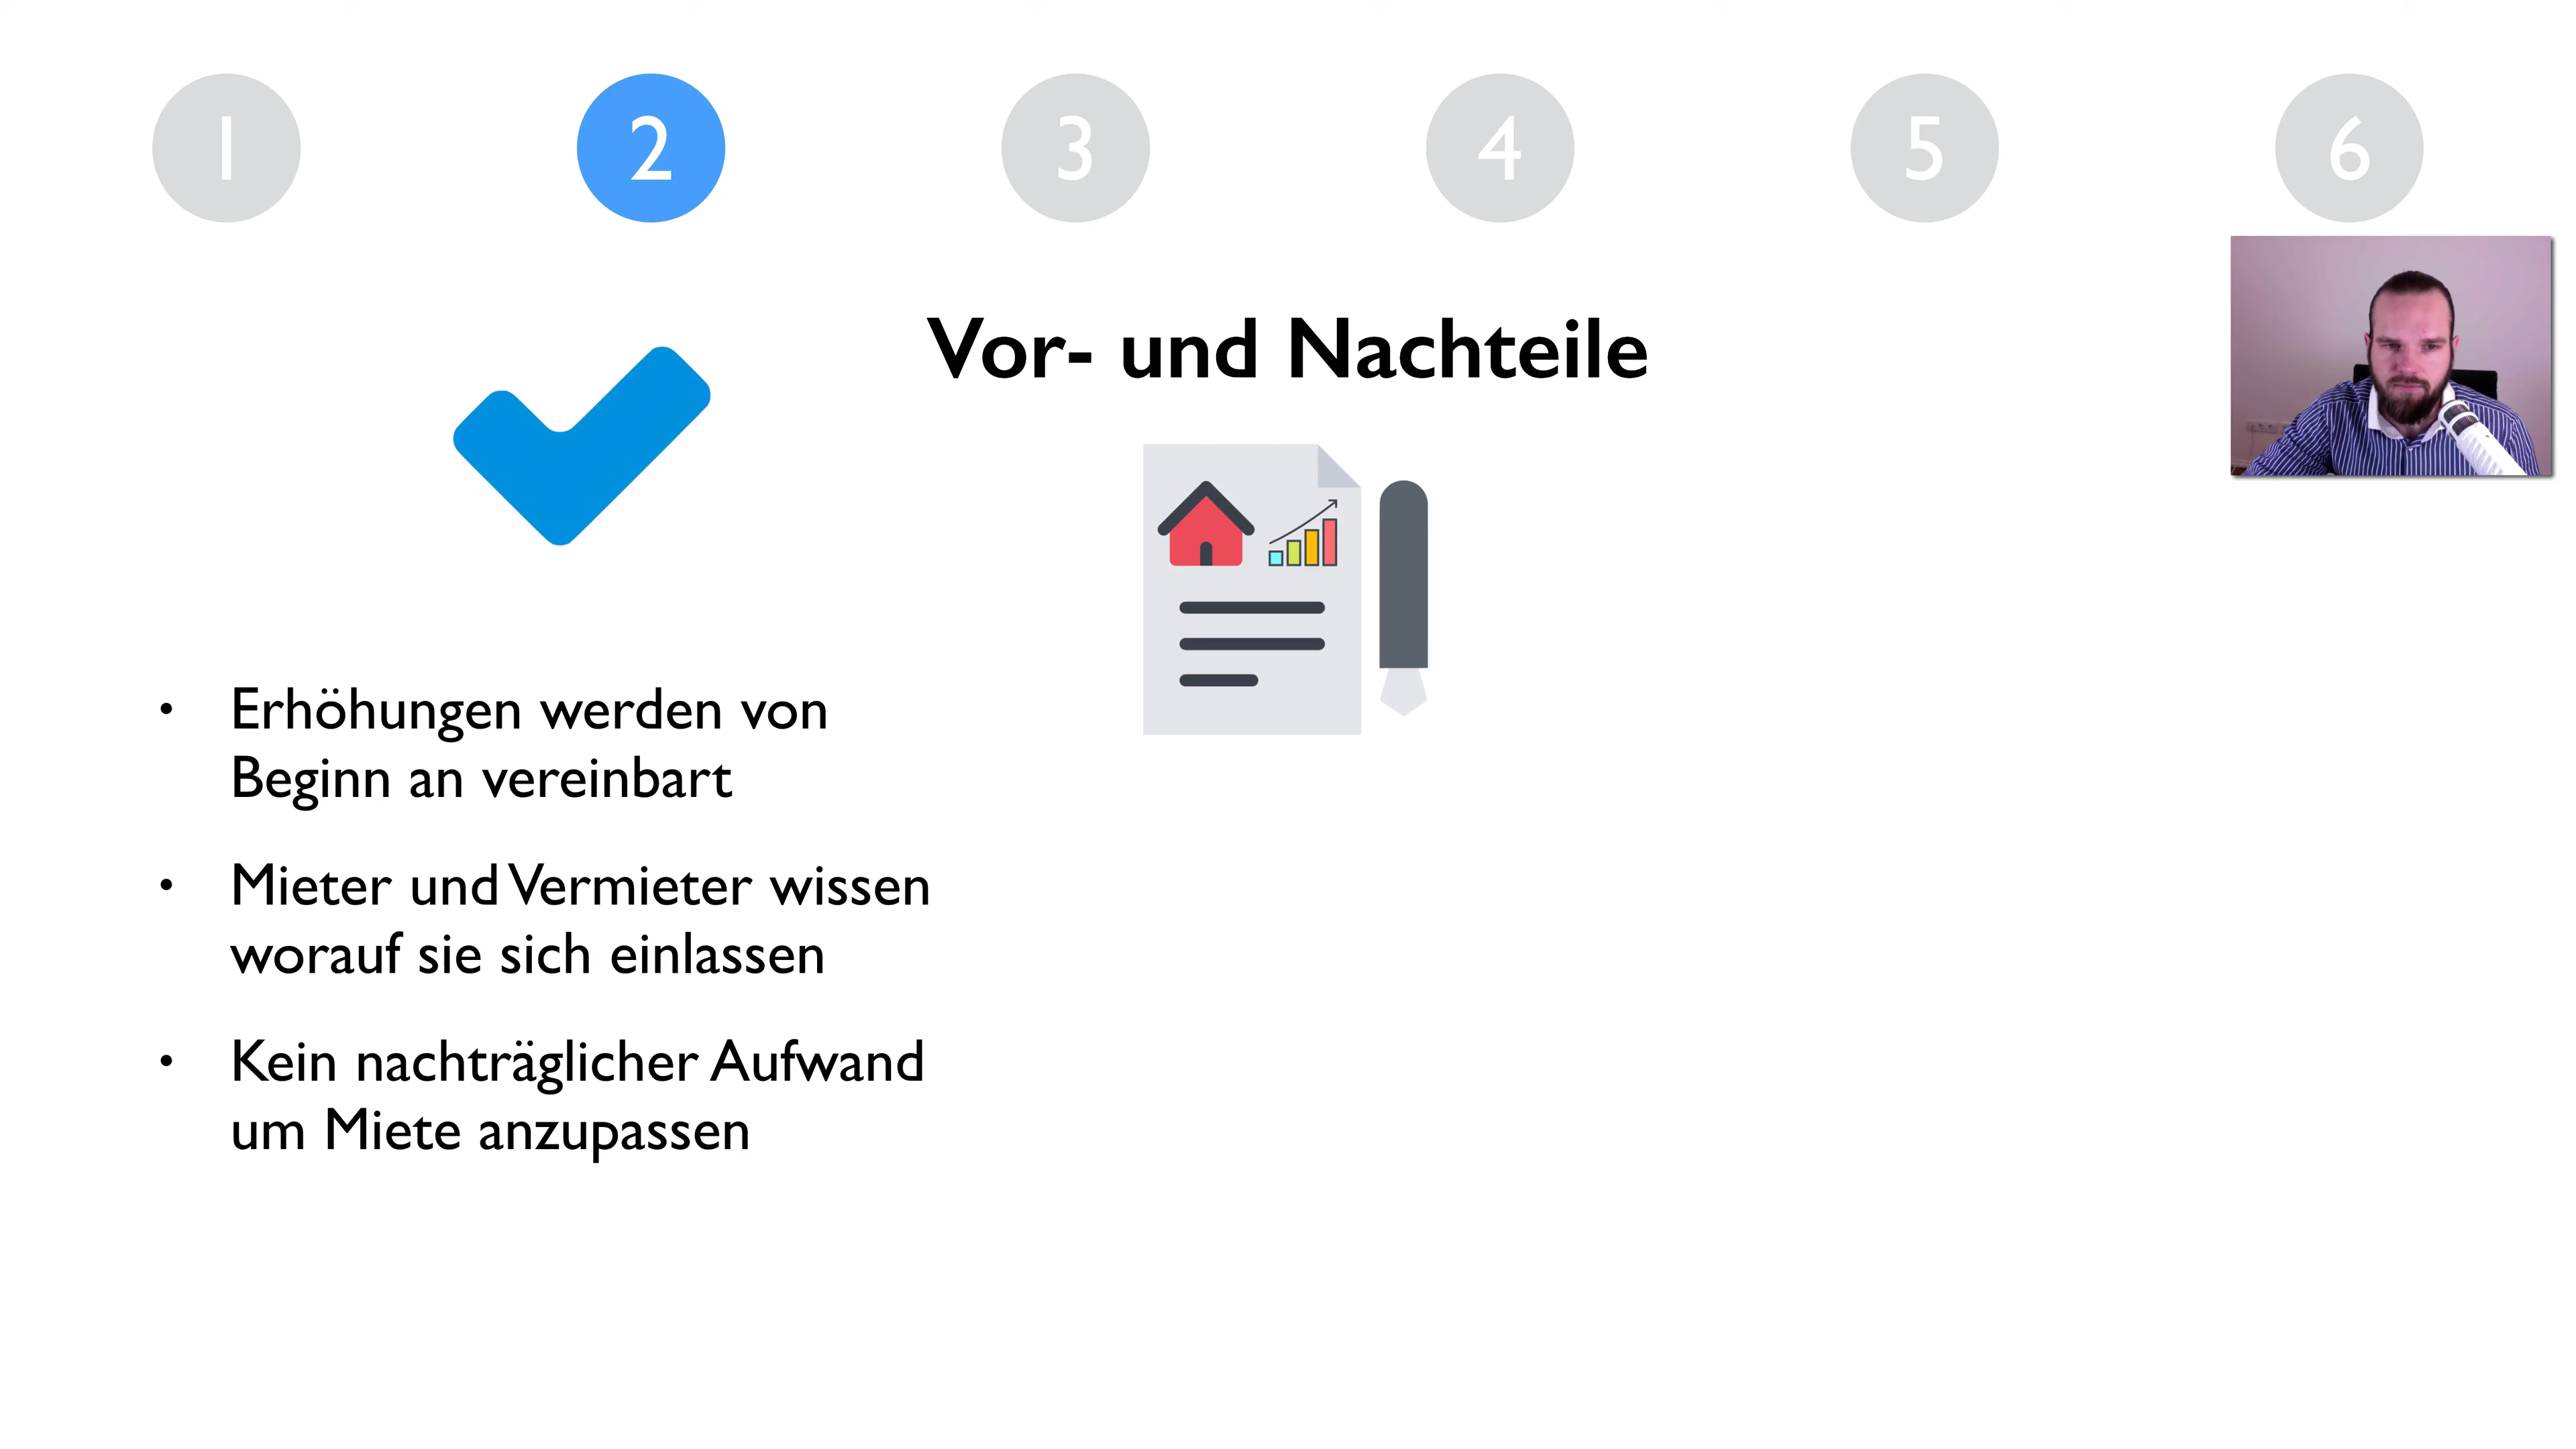 1 2 3 4 5 6
Vor- und Nachteile
• Erhöhungen werden von
Beginn an vereinbart
• Mieter und Vermieter wissen
worauf sie sich einlassen
• Kein nachträglicher Aufwand
um Miete anzupassen